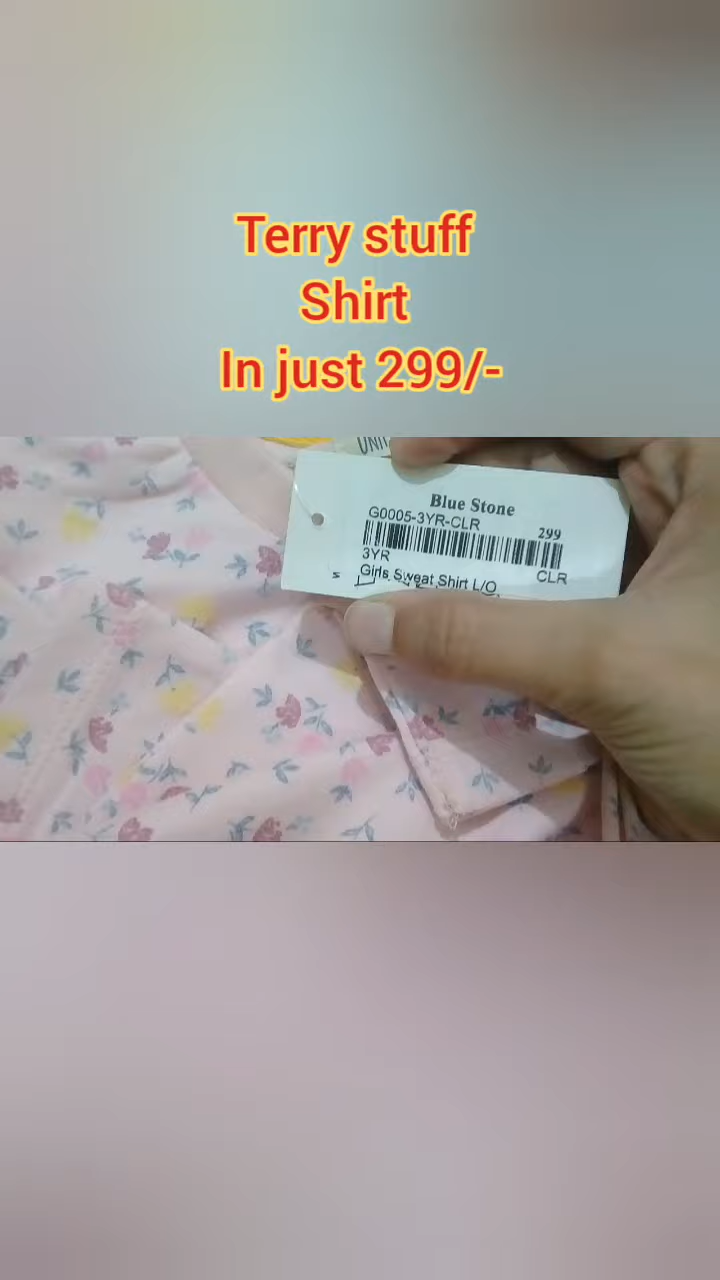 Terry stuff
Shirt
In just 299/-
Blue Stone
G0005-3YR-CLR
299
3YR
Girls Sweat Shirt L/O
CLR